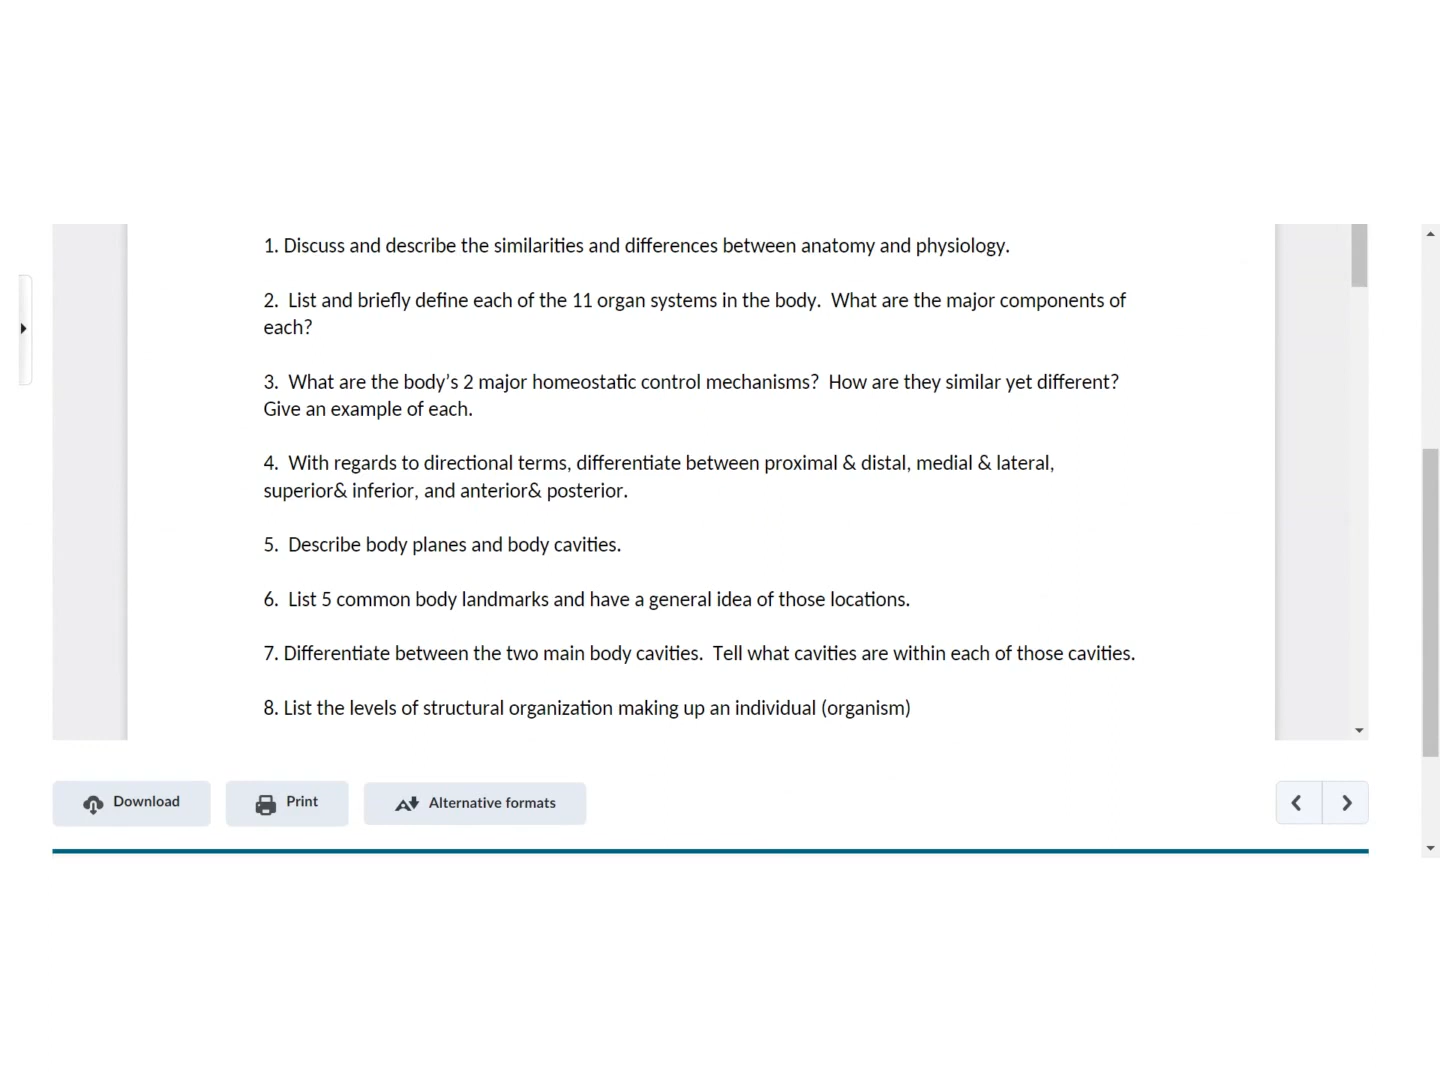 1. Discuss and describe the similarities and differences between anatomy and physiology.
2.  List and briefly define each of the 11 organ systems in the body.  What are the major components of
each?
3.  What are the body’s 2 major homeostatic control mechanisms?  How are they similar yet different?
Give an example of each.
4.  With regards to directional terms, differentiate between proximal & distal, medial & lateral,
superior& inferior, and anterior& posterior.
5.  Describe body planes and body cavities.
6.  List 5 common body landmarks and have a general idea of those locations.
7. Differentiate between the two main body cavities.  Tell what cavities are within each of those cavities.
8. List the levels of structural organization making up an individual (organism)
Download Print Alternative formats